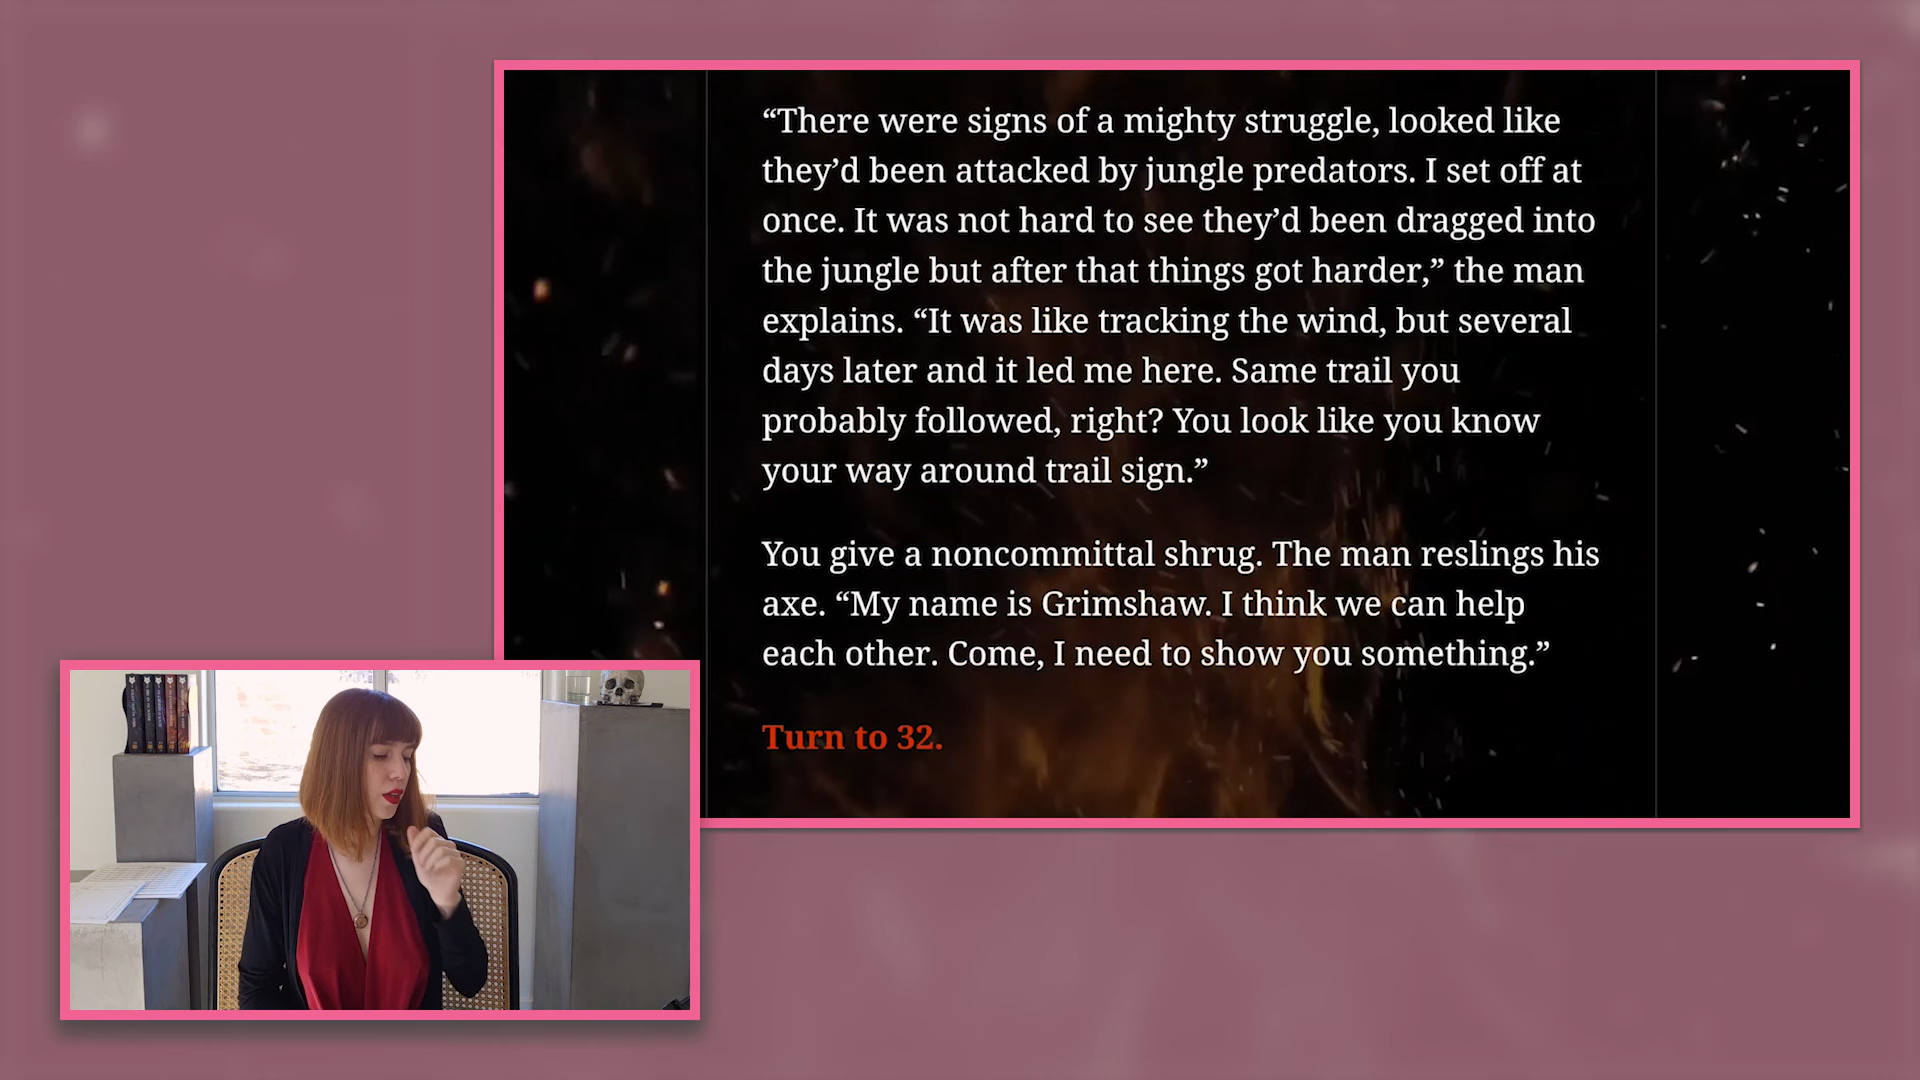 “There were signs of a mighty struggle, looked like
they’d been attacked by jungle predators. I set off at
once. It was not hard to see they’d been dragged into
the jungle but after that things got harder,” the man
explains. “It was like tracking the wind, but several
days later and it led me here. Same trail you
probably followed, right? You look like you know
your way around trail sign.”
You give a noncommittal shrug. The man reslings his
axe. “My name is Grimshaw. I think we can help
each other. Come, I need to show you something.”
Turn to 32.